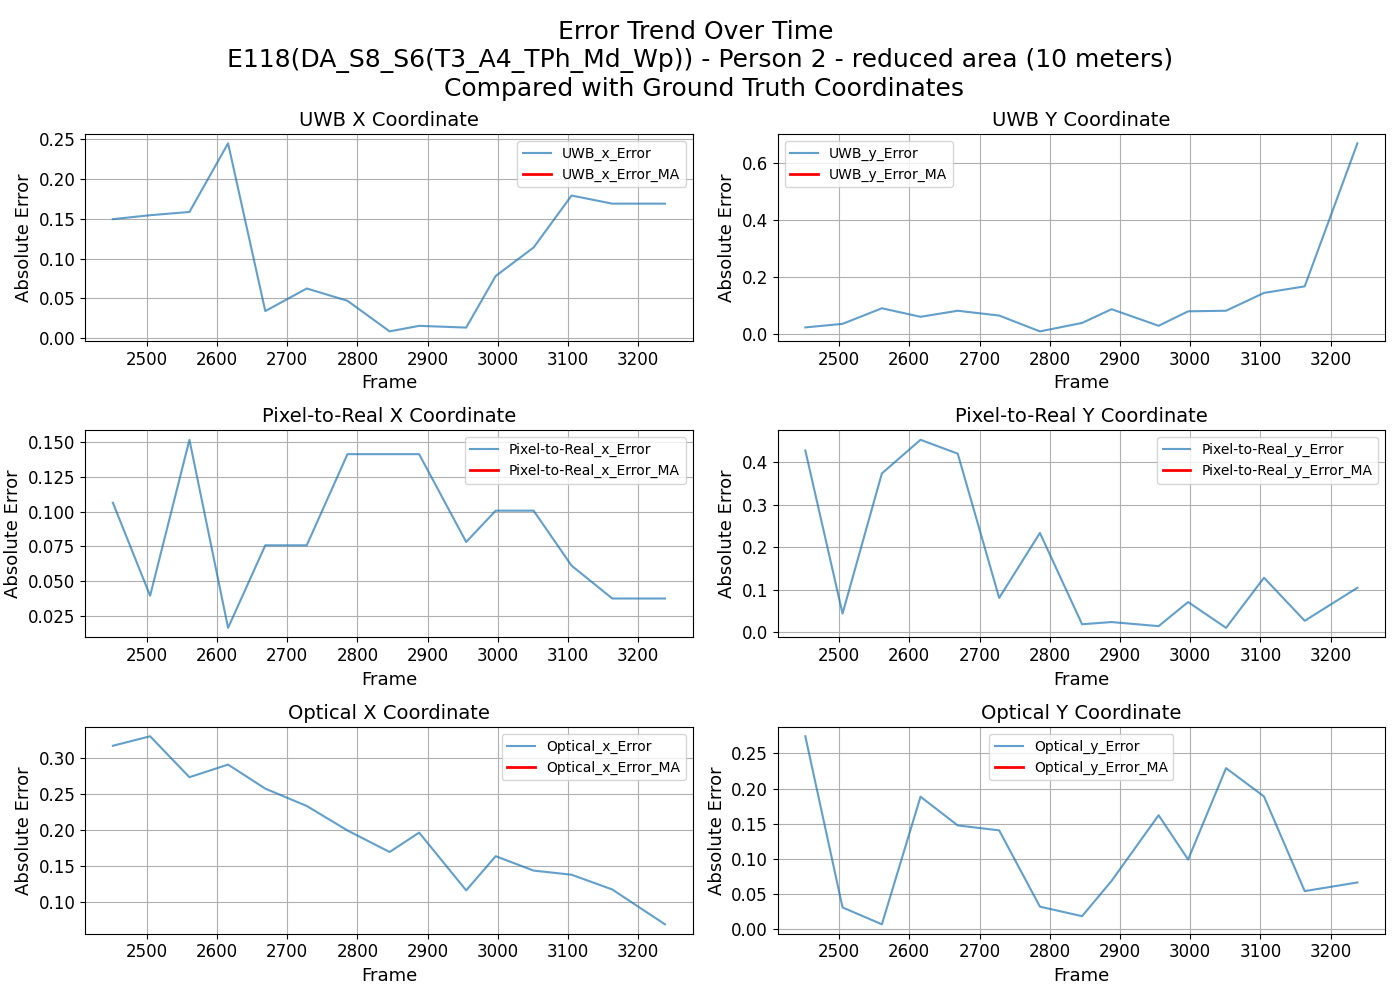 Error Trend Over Time
E118(DA_S8_S6(T3_A4_TPh_Md_Wp)) - Person 2 - reduced area (10 meters)
Compared with Ground Truth Coordinates
UWB X Coordinate
Absolute Error
0.25
0.20
0.15
0.10
0.05
0.00
UWB_x_Error
UWB_x_Error_MA
2500 2600 2700 2800 2900 3000 3100 3200
Frame
UWB Y Coordinate
Absolute Error
0.6
0.4
0.2
0.0
UWB_y_Error
UWB_y_Error_MA
2500 2600 2700 2800 2900 3000 3100 3200
Frame
Pixel-to-Real X Coordinate
Absolute Error
0.150
0.125
0.100
0.075
0.050
0.025
Pixel-to-Real_x_Error
Pixel-to-Real_x_Error_MA
2500 2600 2700 2800 2900 3000 3100 3200
Frame
Pixel-to-Real Y Coordinate
Absolute Error
0.4
0.3
0.2
0.1
0.0
Pixel-to-Real_y_Error
Pixel-to-Real_y_Error_MA
2500 2600 2700 2800 2900 3000 3100 3200
Frame
Optical X Coordinate
Absolute Error
0.30
0.25
0.20
0.15
0.10
Optical_x_Error
Optical_x_Error_MA
2500 2600 2700 2800 2900 3000 3100 3200
Frame
Optical Y Coordinate
Absolute Error
0.25
0.20
0.15
0.10
0.05
0.00
Optical_y_Error
Optical_y_Error_MA
2500 2600 2700 2800 2900 3000 3100 3200
Frame